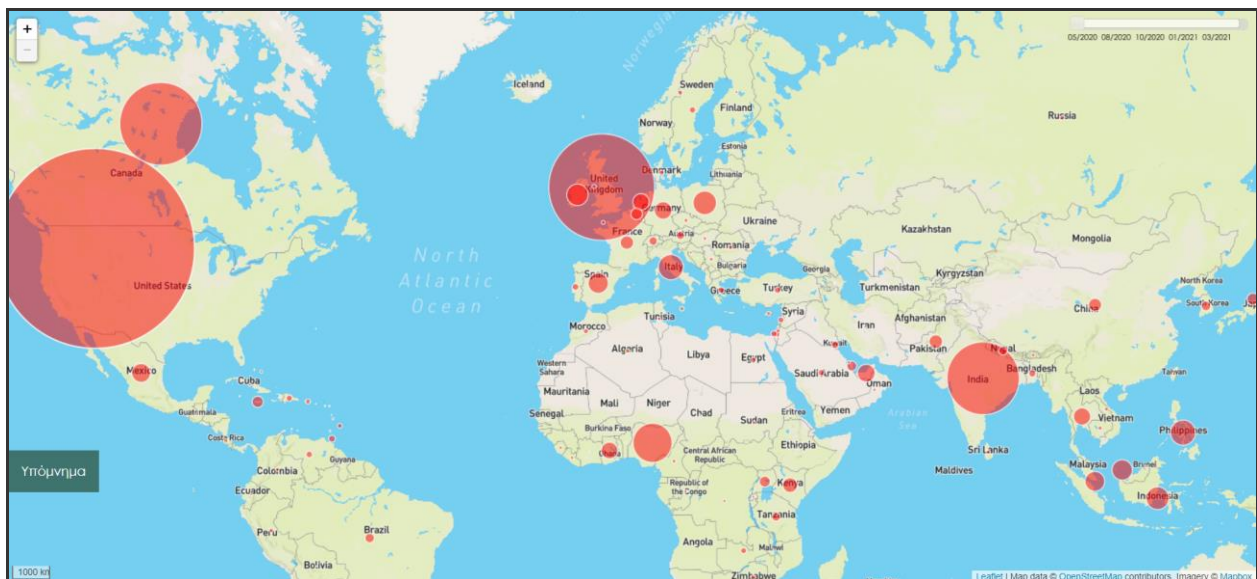 +
−
05/2020 08/2020 10/2020 01/2021 03/2021
Norwegian
Iceland
Sweden
Finland
Norway
Russia
Estonia
Denmark
Lithuania
Canada
United
Kingdom
Germany
Ukraine
Kazakhstan
Mongolia
France
Austria
Romania
North
Atlantic
Ocean
Italy
Bulgaria
Georgia
Kyrgyzstan
North Korea
United States
Spain
Greece
Turkey
Turkmenistan
China
South Korea
Tunisia
Syria
Iran
Afghanistan
Morocco
Algeria
Libya
Egypt
Kuwait
Pakistan
Nepal
Mexico
Cuba
Western
Sahara
Saudi Arabia
Oman
India
Bangladesh
Taiwan
Mauritania
Mali
Niger
Chad
Sudan
Eritrea
Yemen
Arabian
Sea
Laos
Guatemala
Senegal
Burkina Faso
Vietnam
Philippines
Costa Rica
Ghana
Central African
Republic
Ethiopia
Sri Lanka
Υπόμνημα
Guyana
Colombia
Maldives
Malaysia
Brunei
Ecuador
Republic of
the Congo
Kenya
Indonesia
Peru
Brazil
Tanzania
Angola
Malawi
Bolivia
Zimbabwe
1000 km
Leaflet | Map data © OpenStreetMap contributors, Imagery © Mapbox